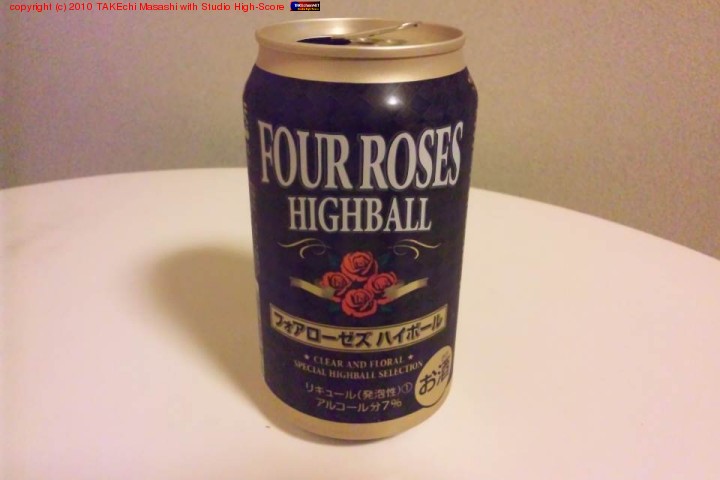 copyright (c) 2010 TAKEchi Masashi with Studio High-Score
FOUR ROSES
HIGHBALL
フォアローゼズ ハイボール
★ CLEAR AND FLORAL ★
SPECIAL HIGHBALL SELECTION
お酒
リキュール(発泡性)①
アルコール分7%